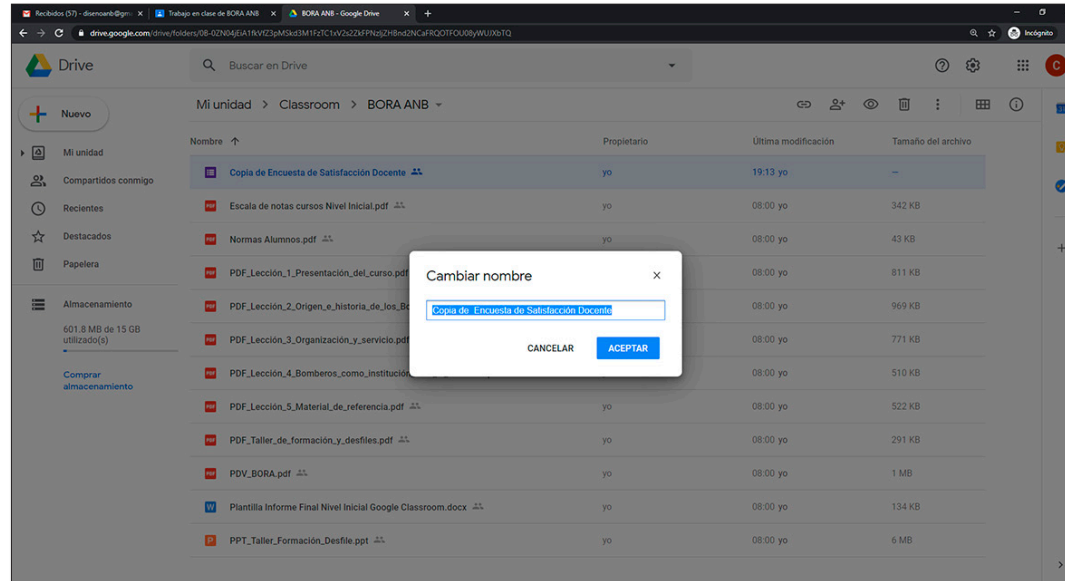 Recibidos (57) - disenoanb@gm
Trabajo en clase de BORA ANB
BORA ANB - Google Drive
Incógnito
Drive
Buscar en Drive
C
Nuevo
Mi unidad > Classroom > BORA ANB
Nombre
Propietario
Última modificación
Tamaño del archivo
Mi unidad
Compartidos conmigo
Recientes
Destacados
Papelera
Almacenamiento
601.8 MB de 15 GB
utilizado(s)
Comprar
almacenamiento
Copia de Encuesta de Satisfacción Docente yo 19:13 yo –
Escala de notas cursos Nivel Inicial.pdf yo 08:00 yo 342 KB
Normas Alumnos.pdf yo 08:00 yo 43 KB
PDF_Lección_1_Presentación_del_curso.pdf 08:00 yo 811 KB
PDF_Lección_2_Origen_e_historia_de_los_Bo 08:00 yo 969 KB
PDF_Lección_3_Organización_y_servicio.pdf 08:00 yo 771 KB
PDF_Lección_4_Bomberos_como_institución 08:00 yo 510 KB
PDF_Lección_5_Material_de_referencia.pdf yo 08:00 yo 522 KB
PDF_Taller_de_formación_y_desfiles.pdf yo 08:00 yo 291 KB
PDV_BORA.pdf yo 08:00 yo 1 MB
Plantilla Informe Final Nivel Inicial Google Classroom.docx yo 08:00 yo 134 KB
PPT_Taller_Formación_Desfile.ppt yo 08:00 yo 6 MB
Cambiar nombre
Copia de Encuesta de Satisfacción Docente
CANCELAR
ACEPTAR